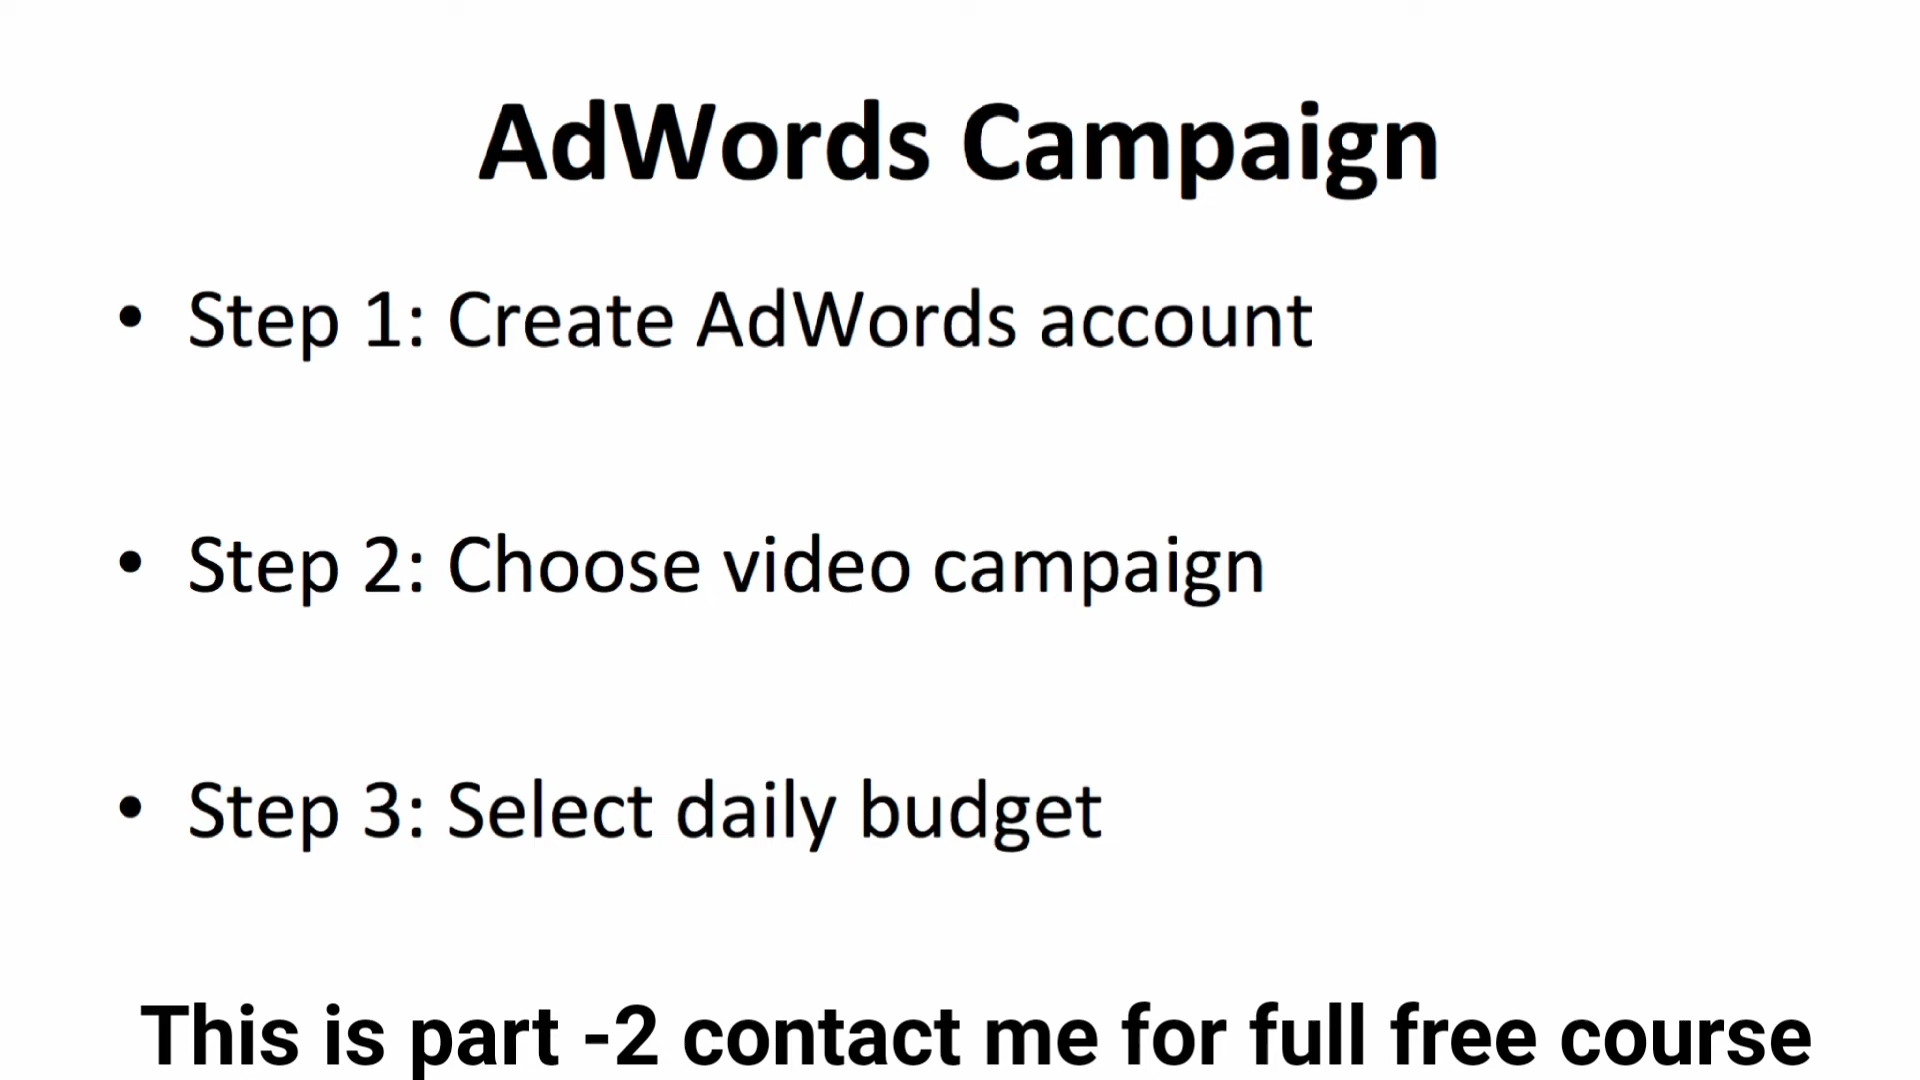 AdWords Campaign
• Step 1: Create AdWords account
• Step 2: Choose video campaign
• Step 3: Select daily budget
This is part -2 contact me for full free course